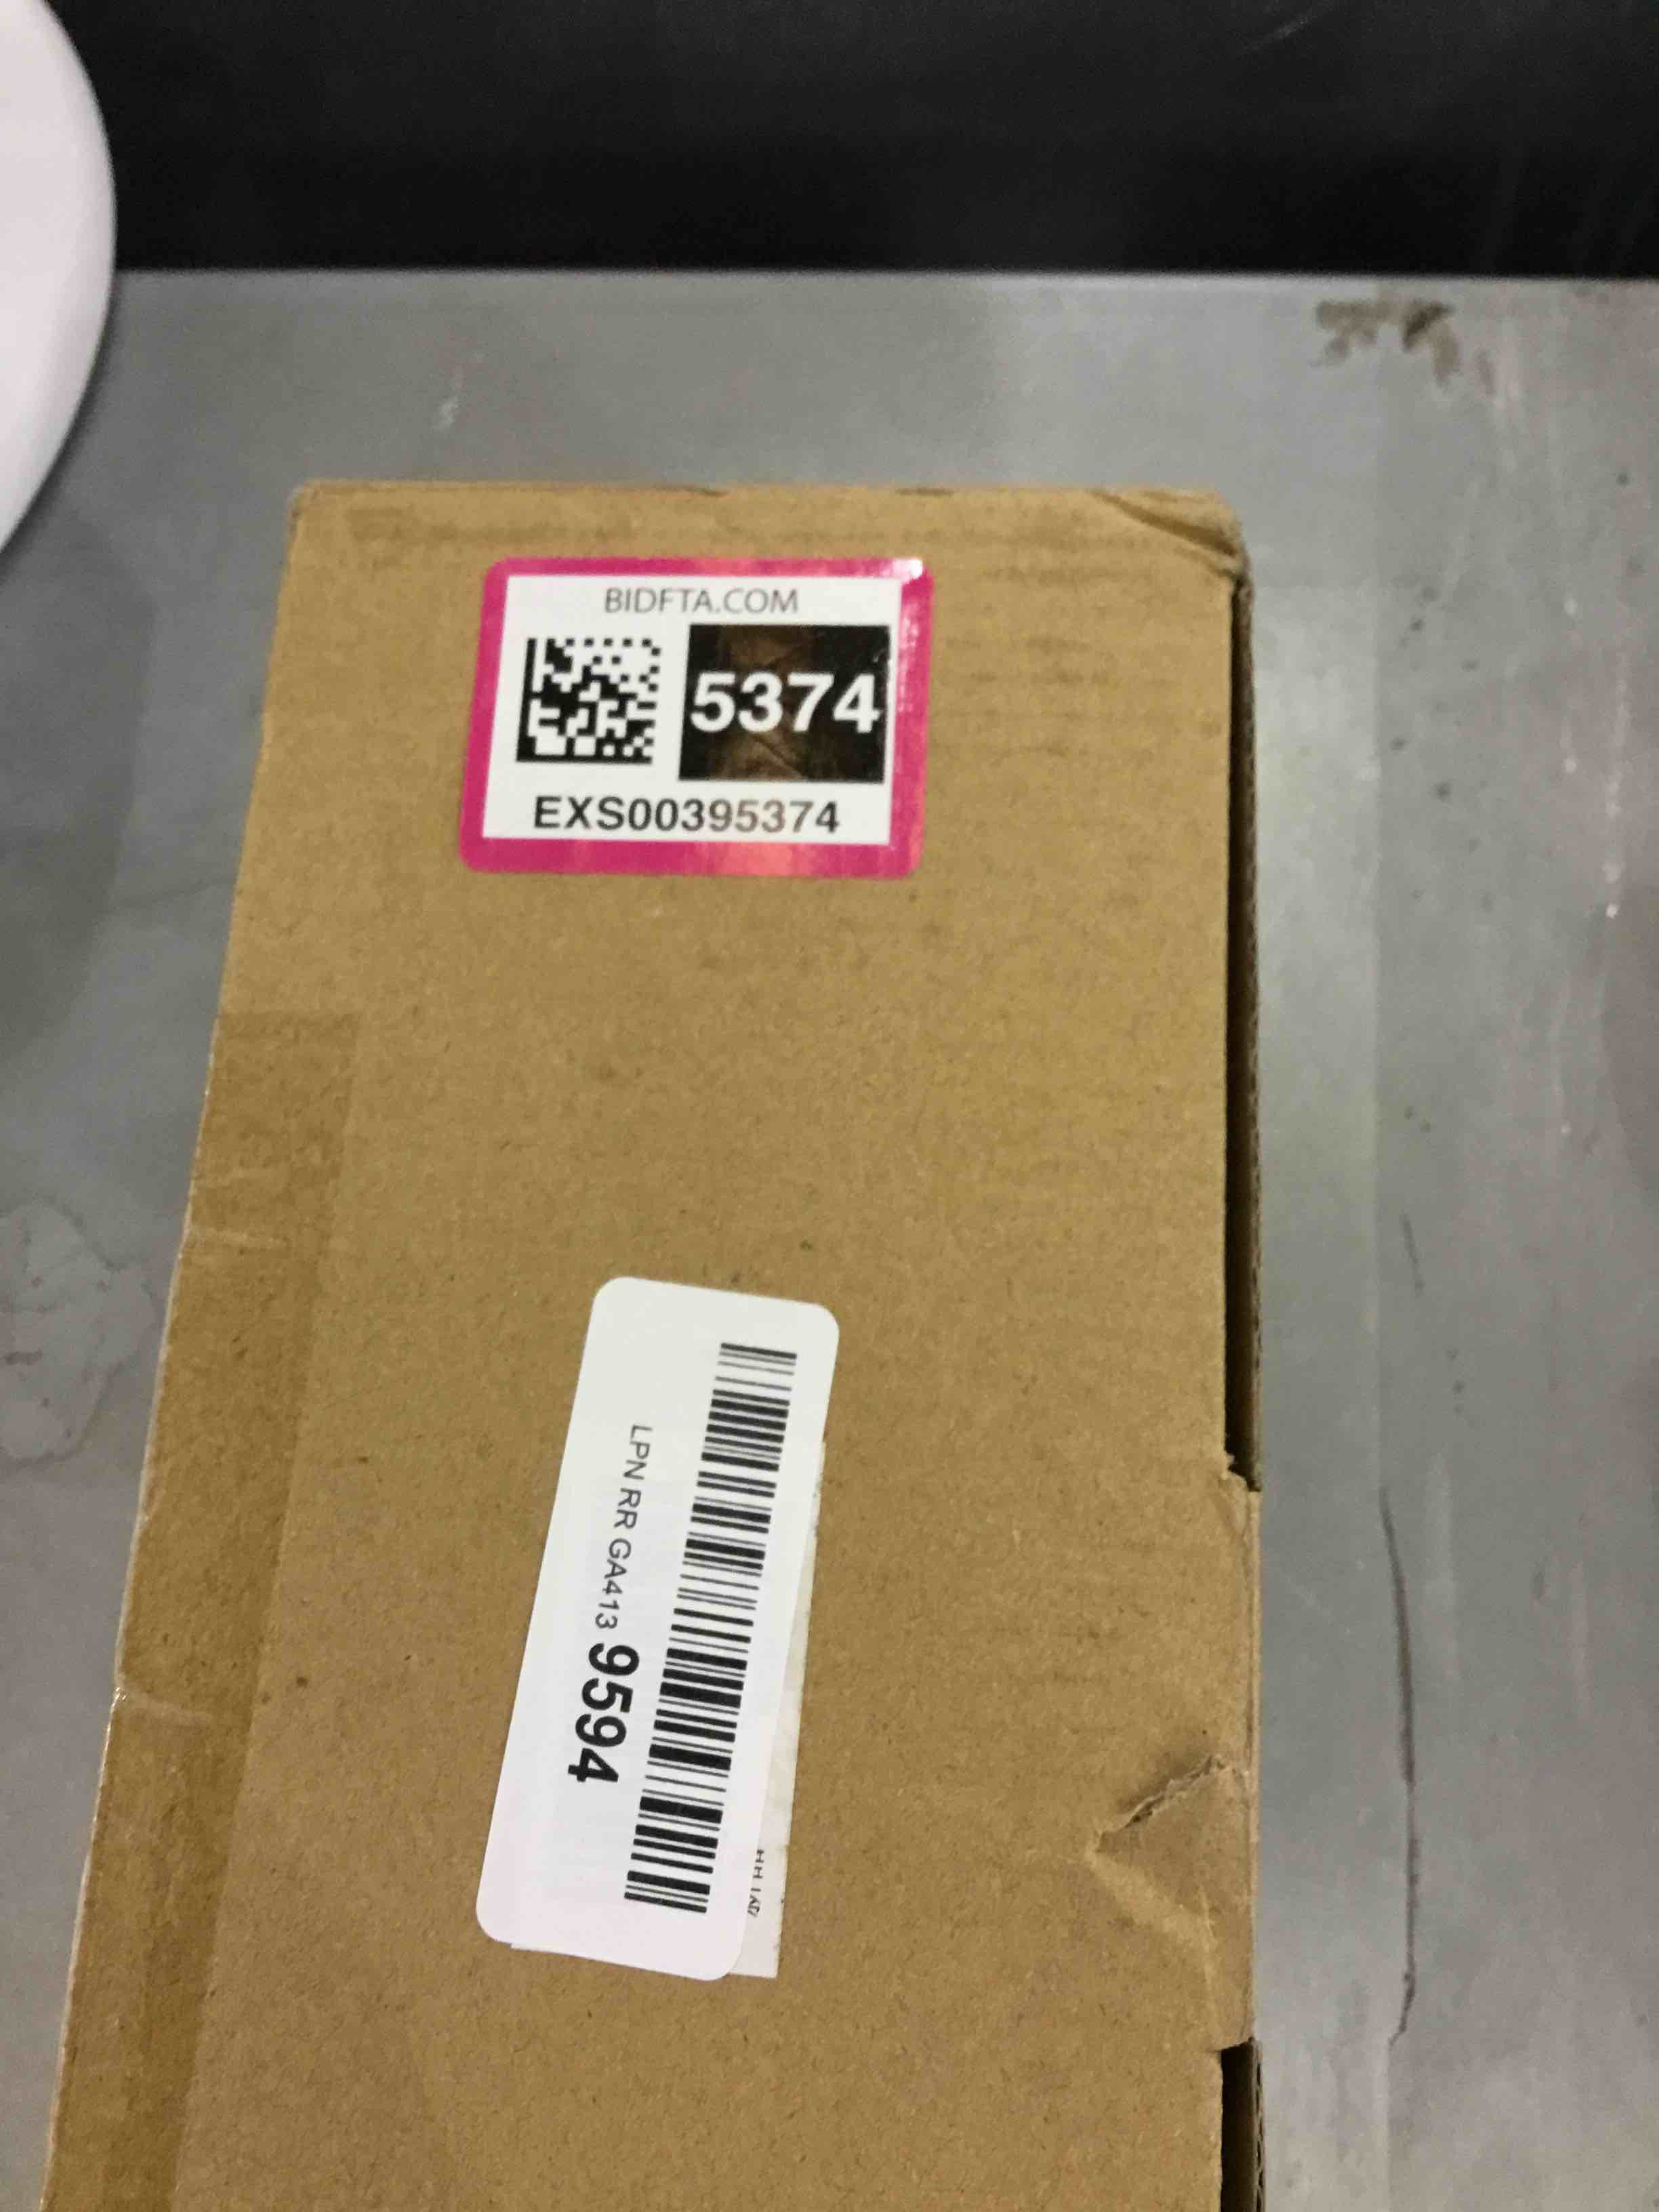 BIDFTA.COM
5374
EXS00395374
LPN RR GA413 9594